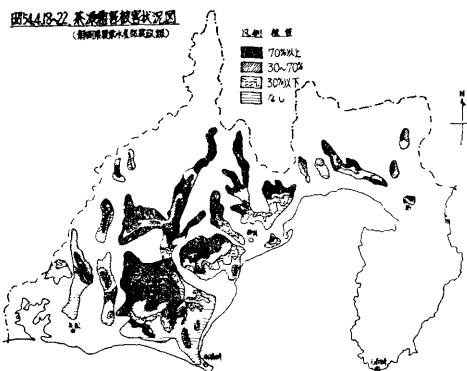 昭54.4.18~22. 茶凍霜害被害状況図
(静岡県農業水産部農政課)
凡例 被害
70%以上
30~70%
30%以下
なし
N